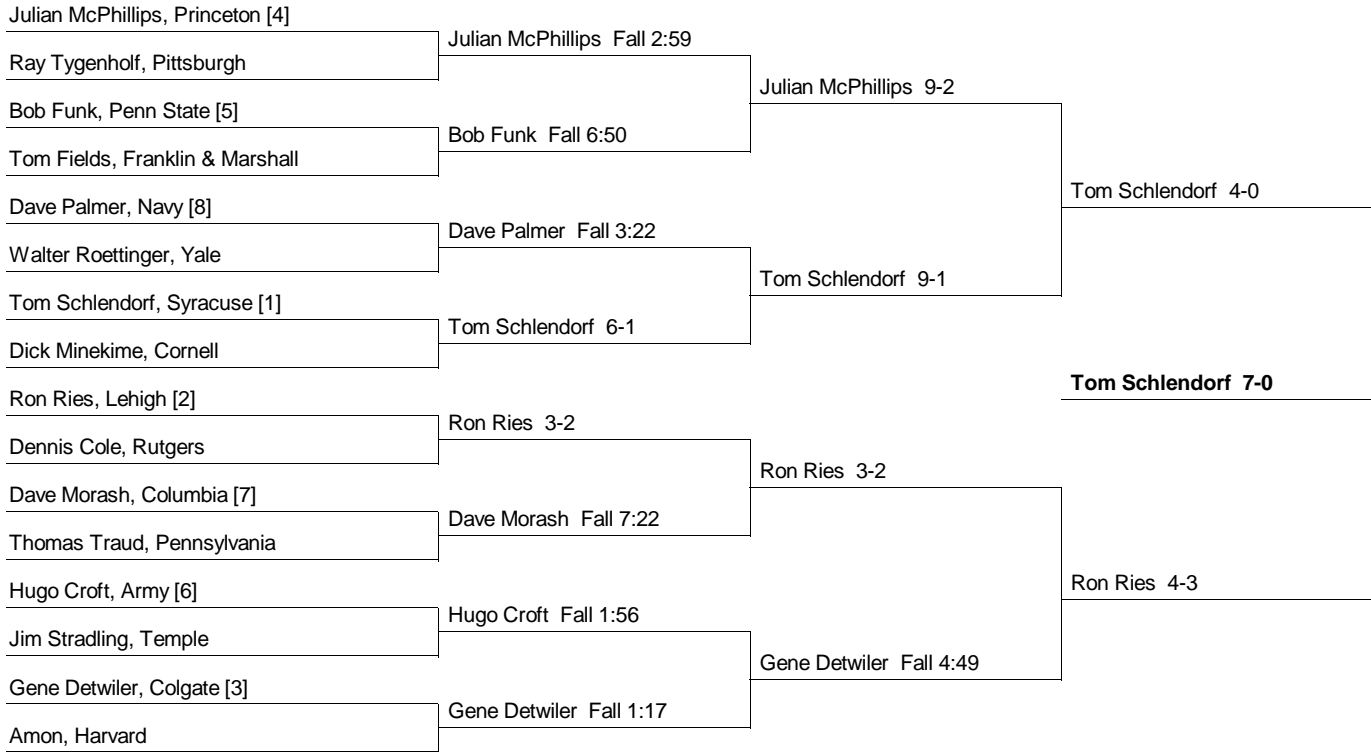 Julian McPhillips, Princeton [4]
Julian McPhillips  Fall 2:59
Ray Tygenholf, Pittsburgh
Julian McPhillips  9-2
Bob Funk, Penn State [5]
Bob Funk  Fall 6:50
Tom Fields, Franklin & Marshall
Tom Schlendorf  4-0
Dave Palmer, Navy [8]
Dave Palmer  Fall 3:22
Walter Roettinger, Yale
Tom Schlendorf  9-1
Tom Schlendorf, Syracuse [1]
Tom Schlendorf  6-1
Dick Minekime, Cornell
Tom Schlendorf  7-0
Ron Ries, Lehigh [2]
Ron Ries  3-2
Dennis Cole, Rutgers
Ron Ries  3-2
Dave Morash, Columbia [7]
Dave Morash  Fall 7:22
Thomas Traud, Pennsylvania
Ron Ries  4-3
Hugo Croft, Army [6]
Hugo Croft  Fall 1:56
Jim Stradling, Temple
Gene Detwiler  Fall 4:49
Gene Detwiler, Colgate [3]
Gene Detwiler  Fall 1:17
Amon, Harvard